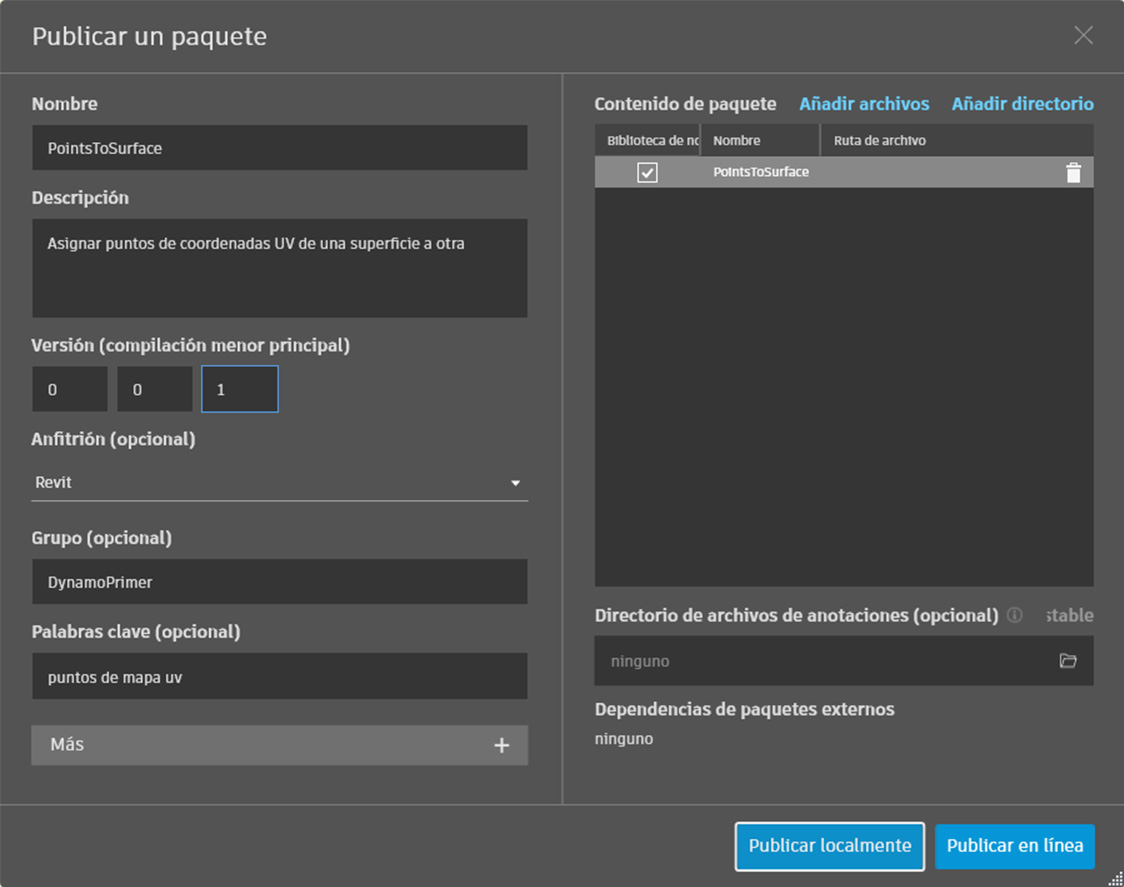 Publicar un paquete
Nombre
PointsToSurface
Descripción
Asignar puntos de coordenadas UV de una superficie a otra
Versión (compilación menor principal)
0 0 1
Anfitrión (opcional)
Revit
Grupo (opcional)
DynamoPrimer
Palabras clave (opcional)
puntos de mapa uv
Más
Contenido de paquete Añadir archivos Añadir directorio
Biblioteca de no Nombre Ruta de archivo
PointsToSurface
Directorio de archivos de anotaciones (opcional) stable
ninguno
Dependencias de paquetes externos
ninguno
Publicar localmente Publicar en línea